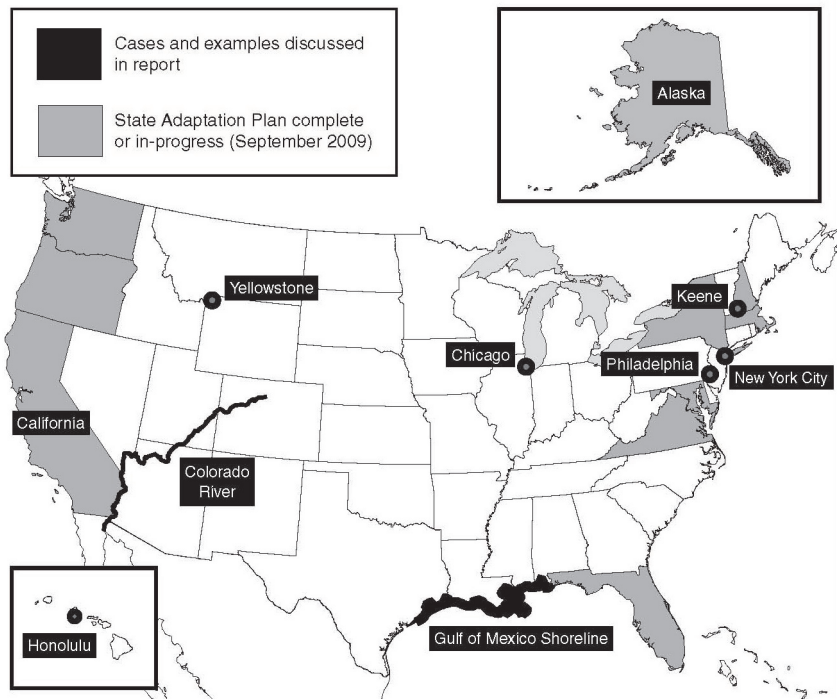 Cases and examples discussed
in report
State Adaptation Plan complete
or in-progress (September 2009)
Alaska
Yellowstone
Keene
Chicago
Philadelphia
New York City
California
Colorado
River
Honolulu
Gulf of Mexico Shoreline